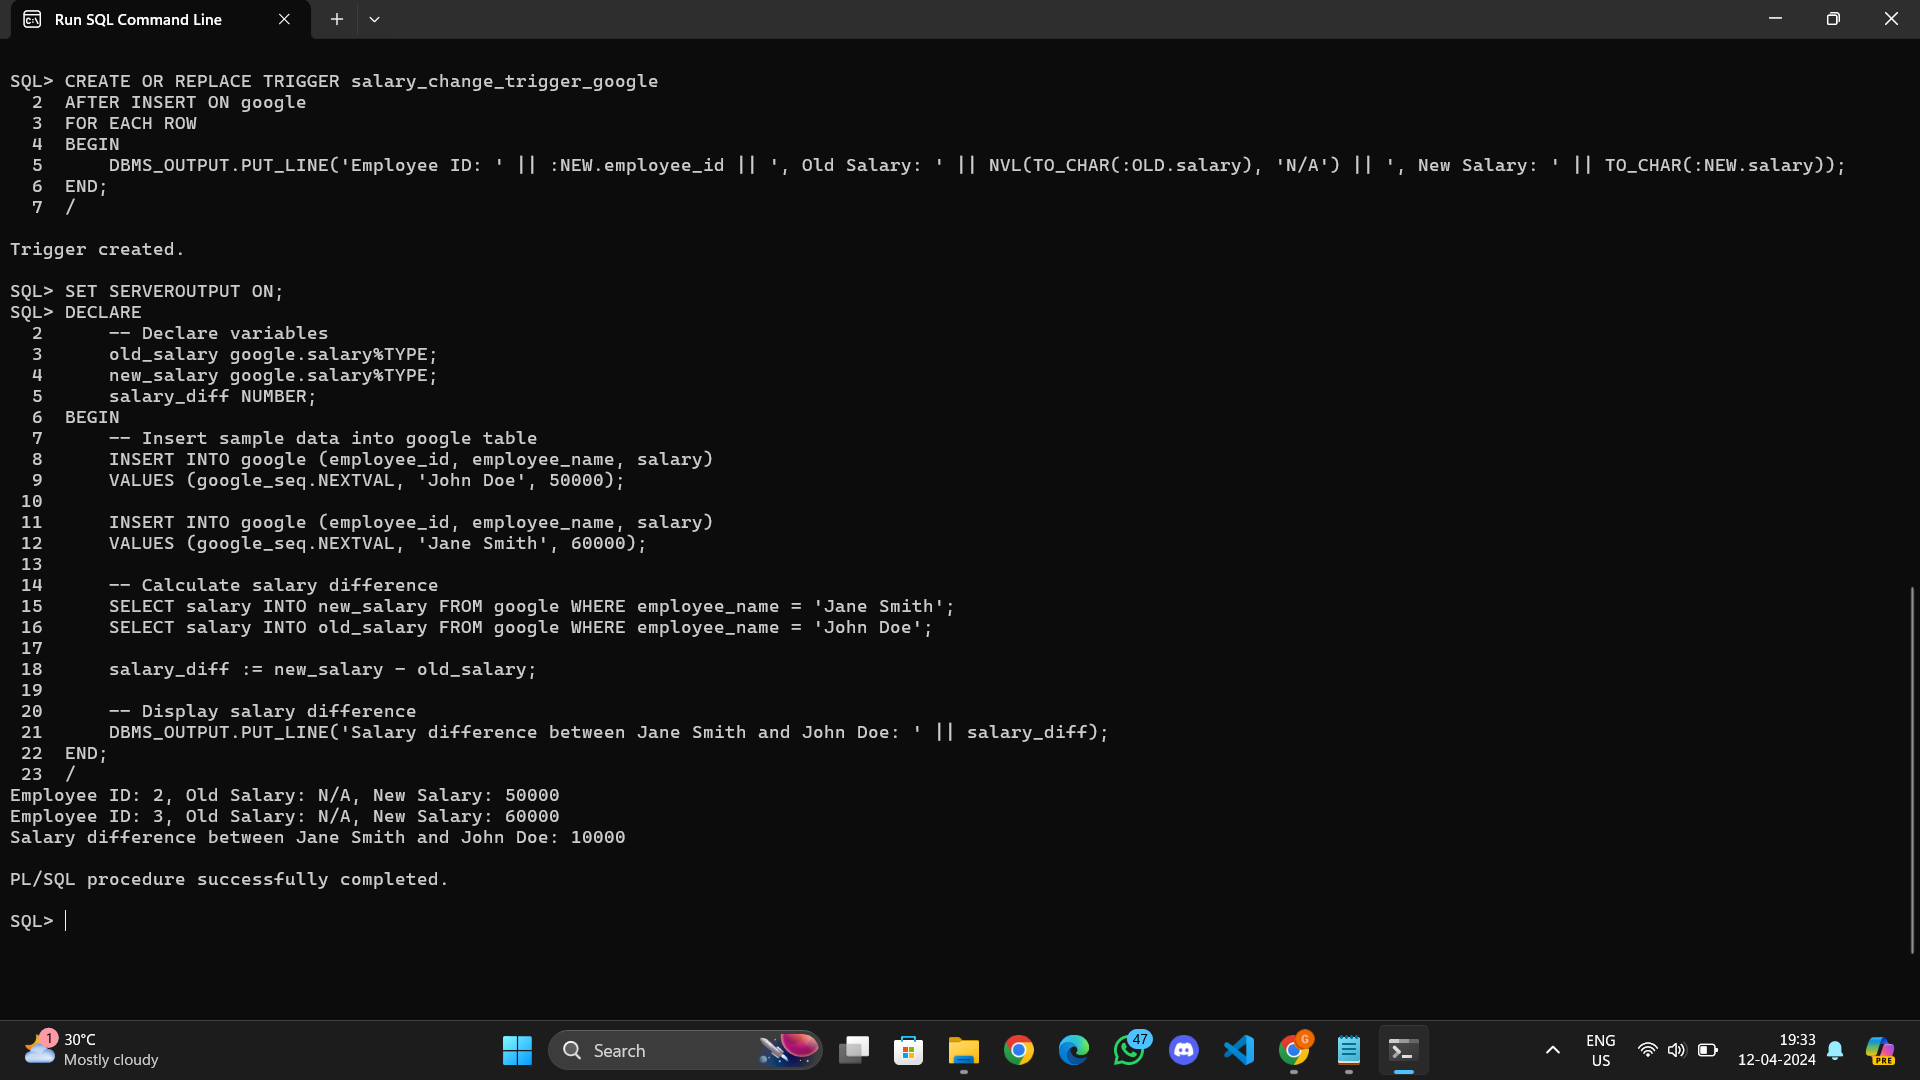 Run SQL Command Line
SQL> CREATE OR REPLACE TRIGGER salary_change_trigger_google
  2  AFTER INSERT ON google
  3  FOR EACH ROW
  4  BEGIN
  5      DBMS_OUTPUT.PUT_LINE('Employee ID: ' || :NEW.employee_id || ', Old Salary: ' || NVL(TO_CHAR(:OLD.salary), 'N/A') || ', New Salary: ' || TO_CHAR(:NEW.salary));
  6  END;
  7  /
Trigger created.
SQL> SET SERVEROUTPUT ON;
SQL> DECLARE
  2      -- Declare variables
  3      old_salary google.salary%TYPE;
  4      new_salary google.salary%TYPE;
  5      salary_diff NUMBER;
  6  BEGIN
  7      -- Insert sample data into google table
  8      INSERT INTO google (employee_id, employee_name, salary)
  9      VALUES (google_seq.NEXTVAL, 'John Doe', 50000);
 10
 11      INSERT INTO google (employee_id, employee_name, salary)
 12      VALUES (google_seq.NEXTVAL, 'Jane Smith', 60000);
 13
 14      -- Calculate salary difference
 15      SELECT salary INTO new_salary FROM google WHERE employee_name = 'Jane Smith';
 16      SELECT salary INTO old_salary FROM google WHERE employee_name = 'John Doe';
 17
 18      salary_diff := new_salary - old_salary;
 19
 20      -- Display salary difference
 21      DBMS_OUTPUT.PUT_LINE('Salary difference between Jane Smith and John Doe: ' || salary_diff);
 22  END;
 23  /
Employee ID: 2, Old Salary: N/A, New Salary: 50000
Employee ID: 3, Old Salary: N/A, New Salary: 60000
Salary difference between Jane Smith and John Doe: 10000
PL/SQL procedure successfully completed.
SQL>
1
30°C
Mostly cloudy
Search
47
G
ENG
US
19:33
12-04-2024
PRE